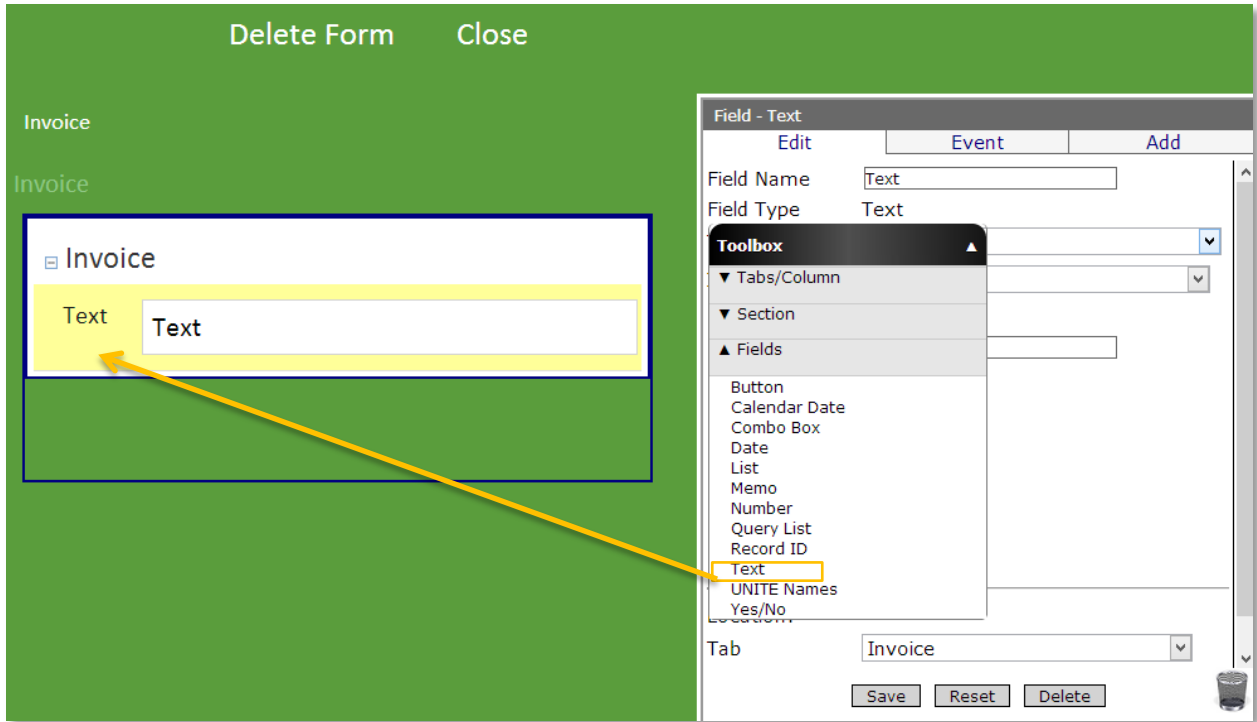 Delete Form Close
Invoice
Invoice
Invoice
Text Text
Field - Text
Edit Event Add
Field Name Text
Field Type Text
Toolbox
Tabs/Column
Section
Fields
Button
Calendar Date
Combo Box
Date
List
Memo
Number
Query List
Record ID
Text
UNITE Names
Yes/No
Location:
Tab Invoice
Save Reset Delete